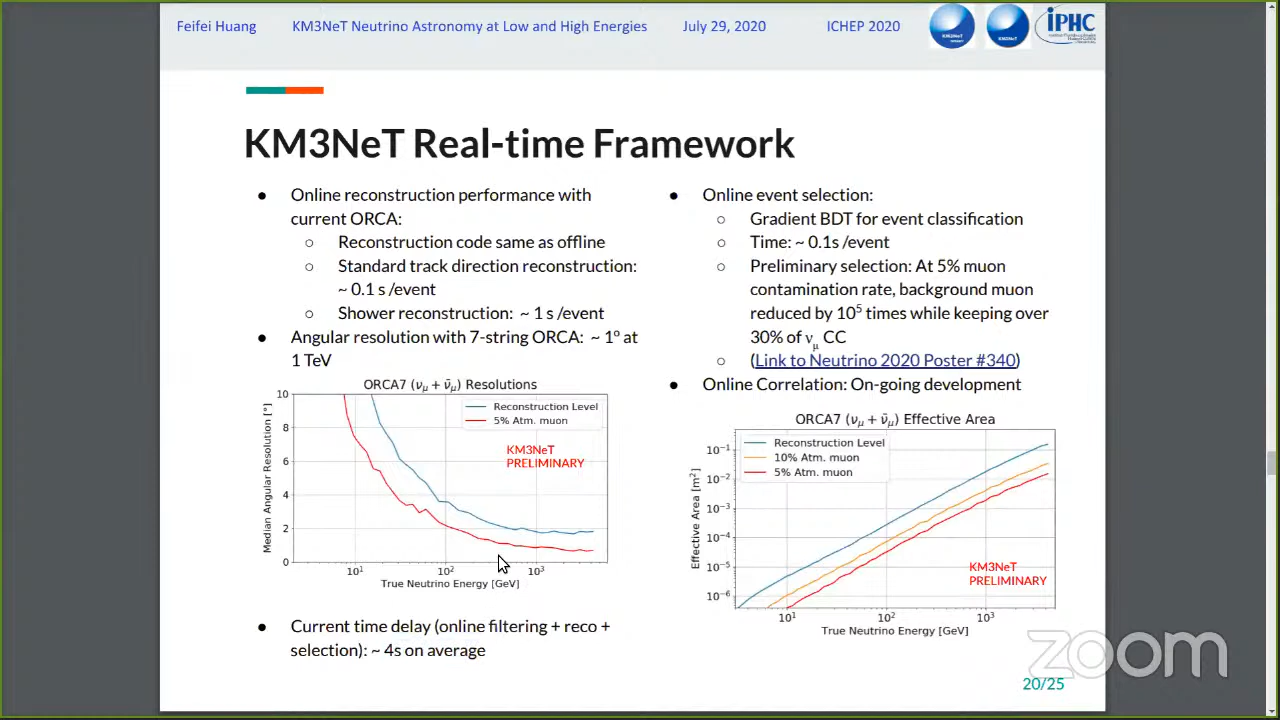 Feifei Huang KM3NeT Neutrino Astronomy at Low and High Energies July 29, 2020 ICHEP 2020
KM3NeT
KM3NeT
iPHC
KM3NeT Real-time Framework
● Online reconstruction performance with
current ORCA:
○ Reconstruction code same as offline
○ Standard track direction reconstruction:
~ 0.1 s /event
○ Shower reconstruction: ~ 1 s /event
● Angular resolution with 7-string ORCA: ~ 1º at
1 TeV
ORCA7 (νμ + ν̄μ) Resolutions
Reconstruction Level
5% Atm. muon
KM3NeT
PRELIMINARY
Median Angular Resolution [°]
10
8
6
4
2
0
10¹ 10² 10³
True Neutrino Energy [GeV]
● Current time delay (online filtering + reco +
selection): ~ 4s on average
● Online event selection:
○ Gradient BDT for event classification
○ Time: ~ 0.1s /event
○ Preliminary selection: At 5% muon
contamination rate, background muon
reduced by 10⁵ times while keeping over
30% of νμ CC
○ (Link to Neutrino 2020 Poster #340)
● Online Correlation: On-going development
ORCA7 (νμ + ν̄μ) Effective Area
Reconstruction Level
10% Atm. muon
5% Atm. muon
KM3NeT
PRELIMINARY
Effective Area [m²]
10⁻¹
10⁻²
10⁻³
10⁻⁴
10⁻⁵
10⁻⁶
10¹ 10² 10³
True Neutrino Energy [GeV]
zoom
20/25